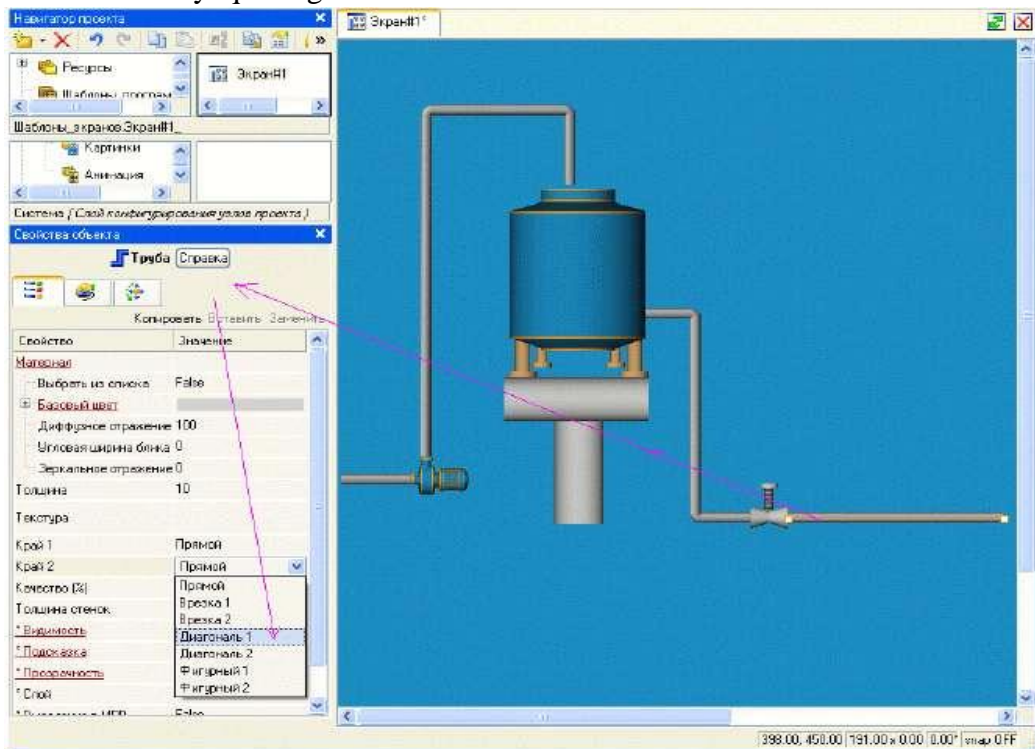 Навигатор проекта
Экран#1*
Ресурсы
Шаблоны_програм
Экран#1
Шаблоны_экранов.Экран#1_
Картинки
Анимация
Система { Слой конфигурирования узлов проекта }
Свойства объекта
Труба Справка
Копировать Вставить Заменить
Свойство Значение
Материал
Выбрать из списка False
Базовый цвет
Диффузное отражение 100
Угловая ширина блика 0
Зеркальное отражение 0
Толщина 10
Текстура
Край 1 Прямой
Край 2 Прямой
Качество (%) Прямой
Врезка 1
Толщина стенок Врезка 2
* Видимость Диагональ 1
* Подсказка Диагональ 2
* Прозрачность Фигурный 1
* Слой Фигурный 2
False
398.00, 450.00 191.00 x 0.00 0.00° snap OFF